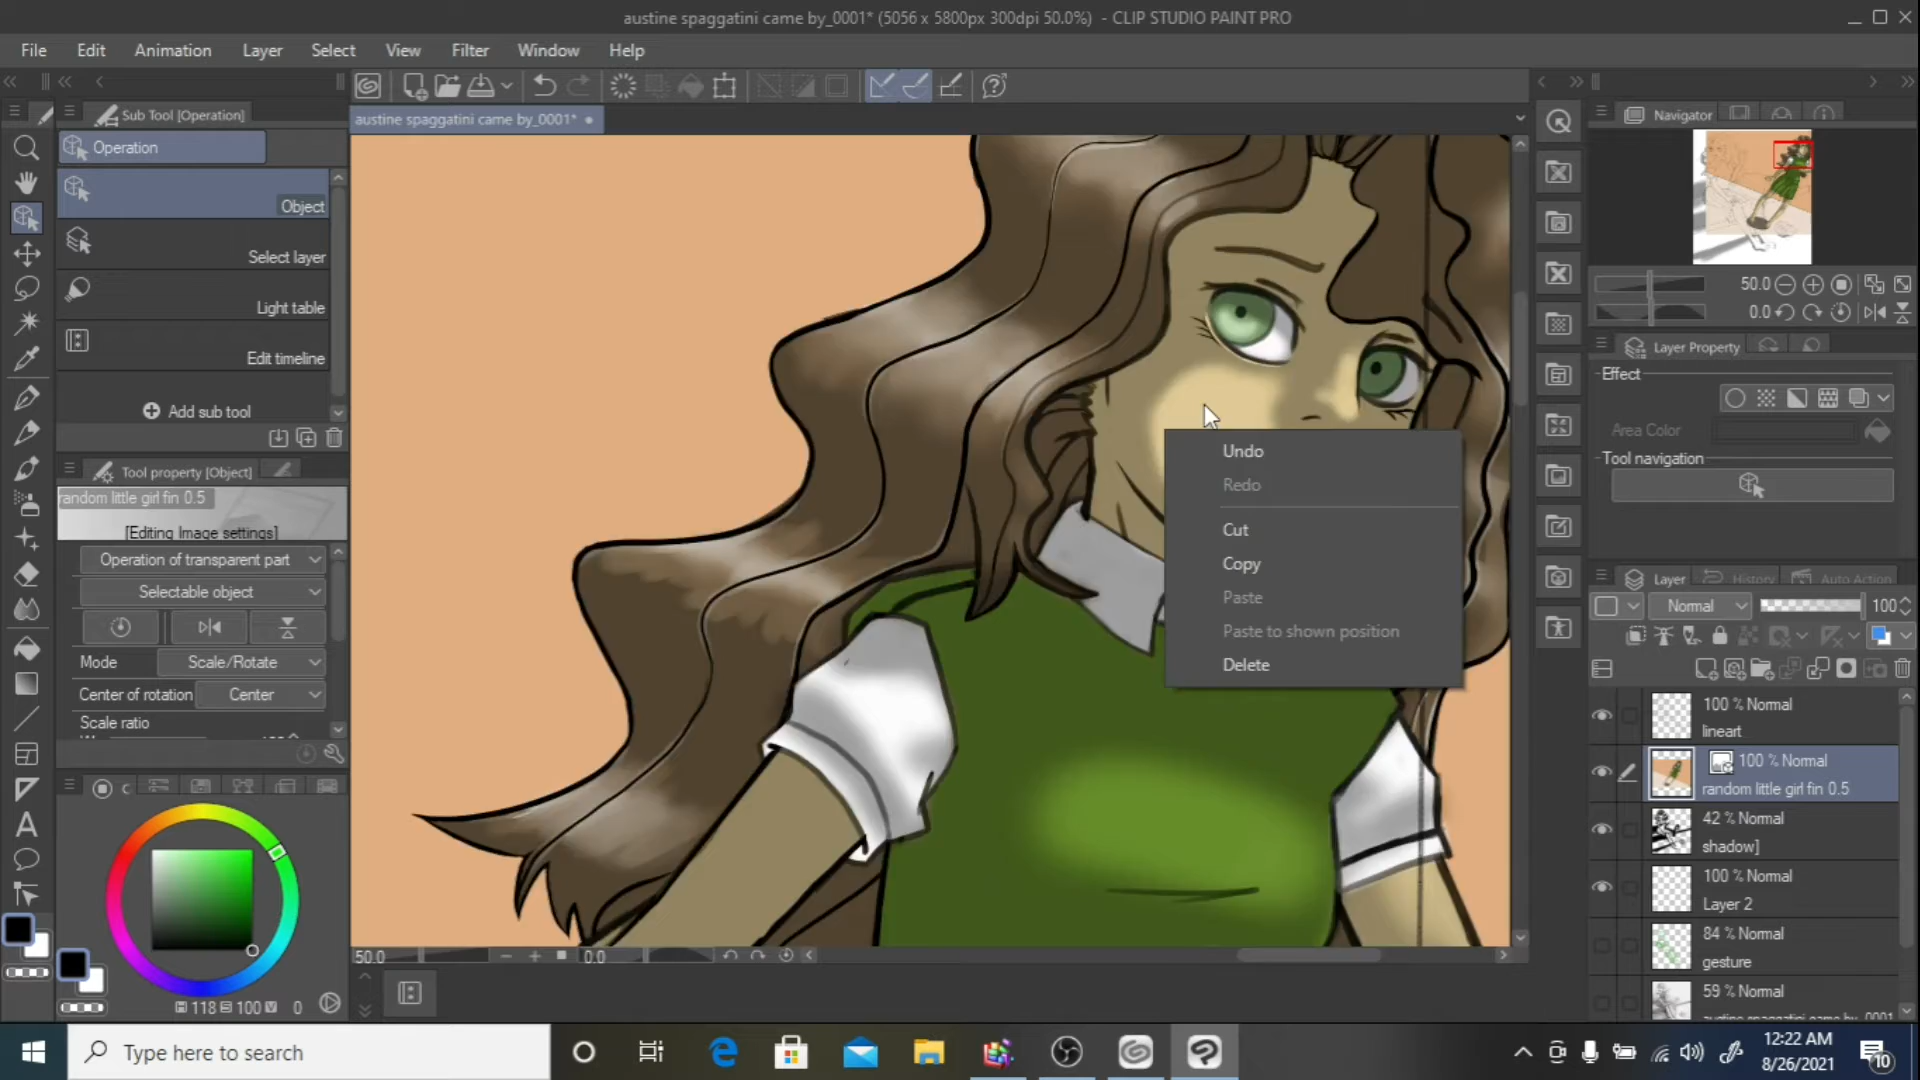 austine spaggatini came by_0001* (5056 x 5800px 300dpi 50.0%) - CLIP STUDIO PAINT PRO
File Edit Animation Layer Select View Filter Window Help
Sub Tool [Operation]
Operation
Object
Select layer
Light table
Edit timeline
Add sub tool
Tool property [Object]
random little girl fin 0.5
[Editing Image settings]
Operation of transparent part
Selectable object
Mode Scale/Rotate
Center of rotation Center
Scale ratio
118 100 0
austine spaggatini came by_0001*
Undo
Redo
Cut
Copy
Paste
Paste to shown position
Delete
50.0 0.0
Navigator
50.0
0.0
Layer Property
Effect
Area Color
Tool navigation
Layer History Auto Action
Normal 100
100 % Normal
lineart
100 % Normal
random little girl fin 0.5
42 % Normal
shadow]
100 % Normal
Layer 2
84 % Normal
gesture
59 % Normal
austine spaggatini came by_0001
Type here to search
12:22 AM
8/26/2021
10